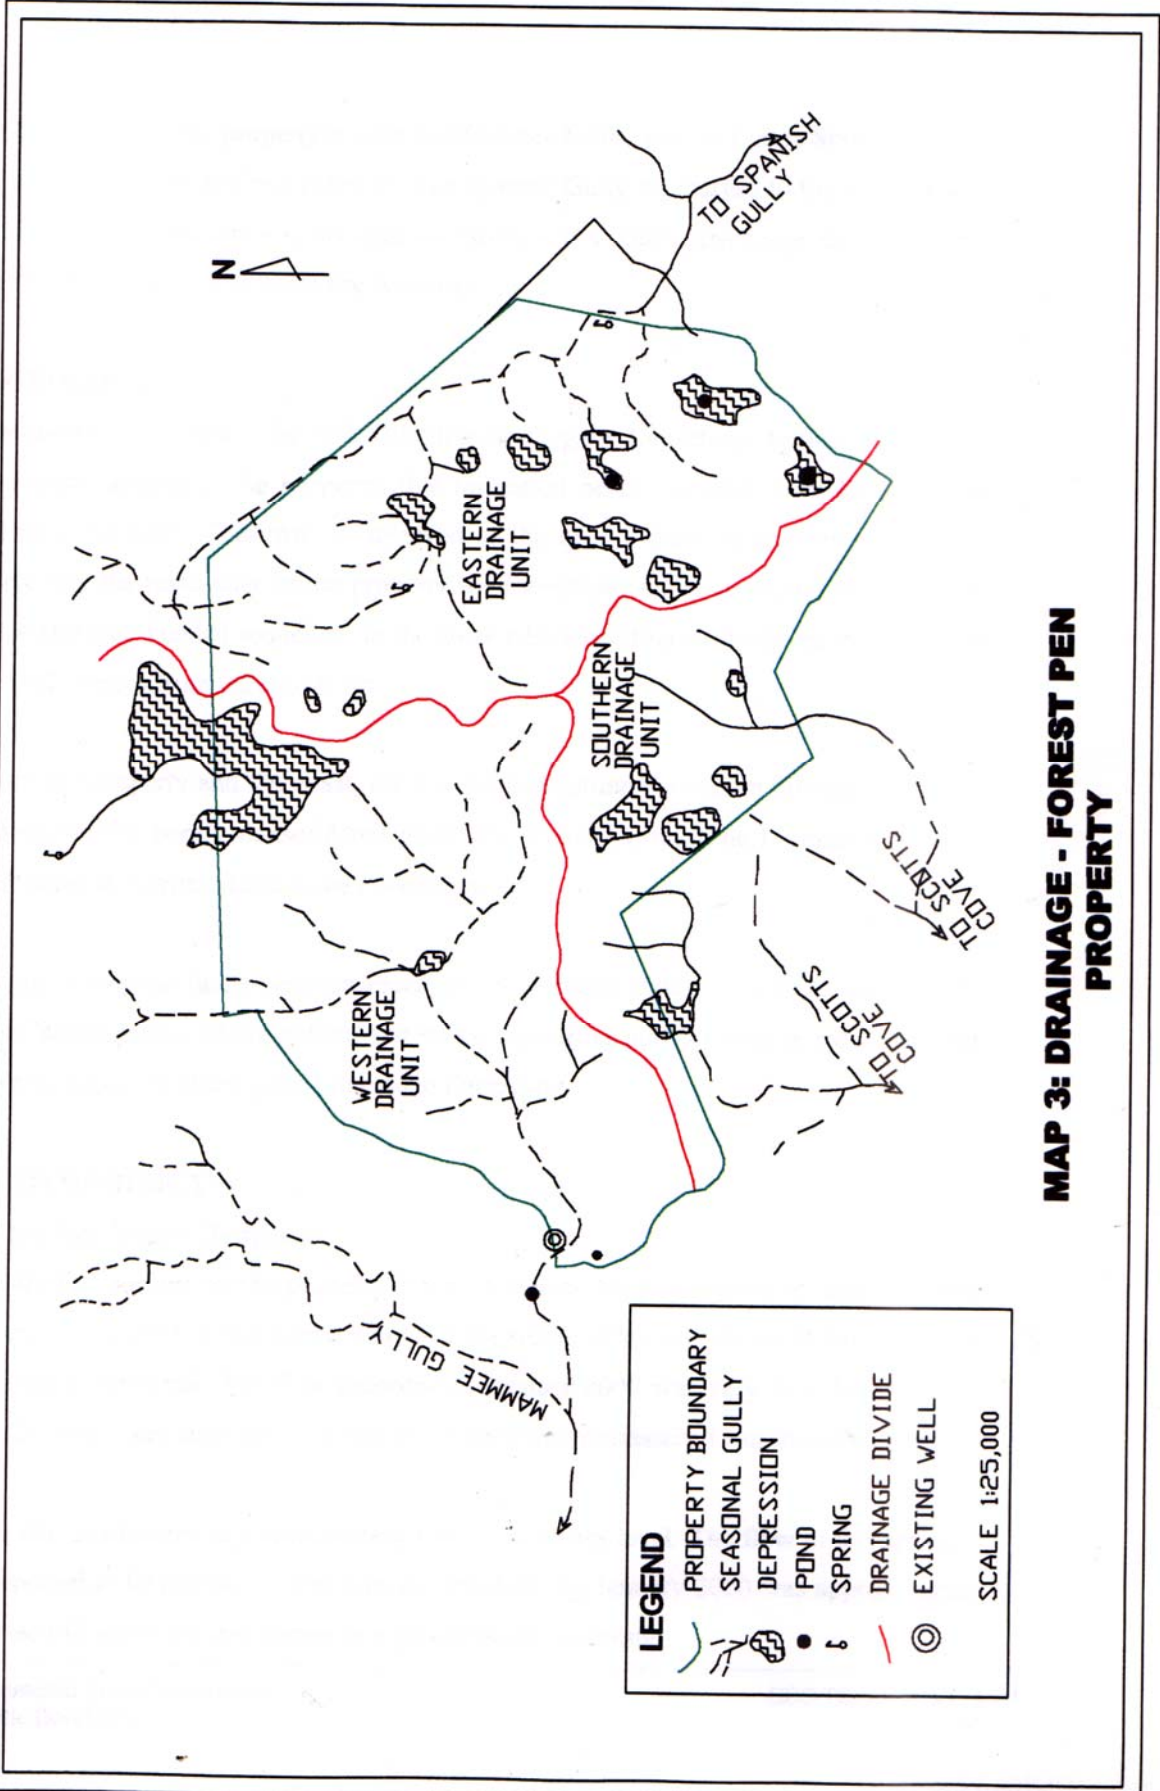 N
TO SPANISH
GULLY
EASTERN
DRAINAGE
UNIT
SOUTHERN
DRAINAGE
UNIT
WESTERN
DRAINAGE
UNIT
TO SCOTTS
COVE
TO SCOTTS
COVE
MAMMEE GULLY
LEGEND
PROPERTY BOUNDARY
SEASONAL GULLY
DEPRESSION
POND
SPRING
DRAINAGE DIVIDE
EXISTING WELL
SCALE 1:25,000
MAP 3: DRAINAGE - FOREST PEN
PROPERTY